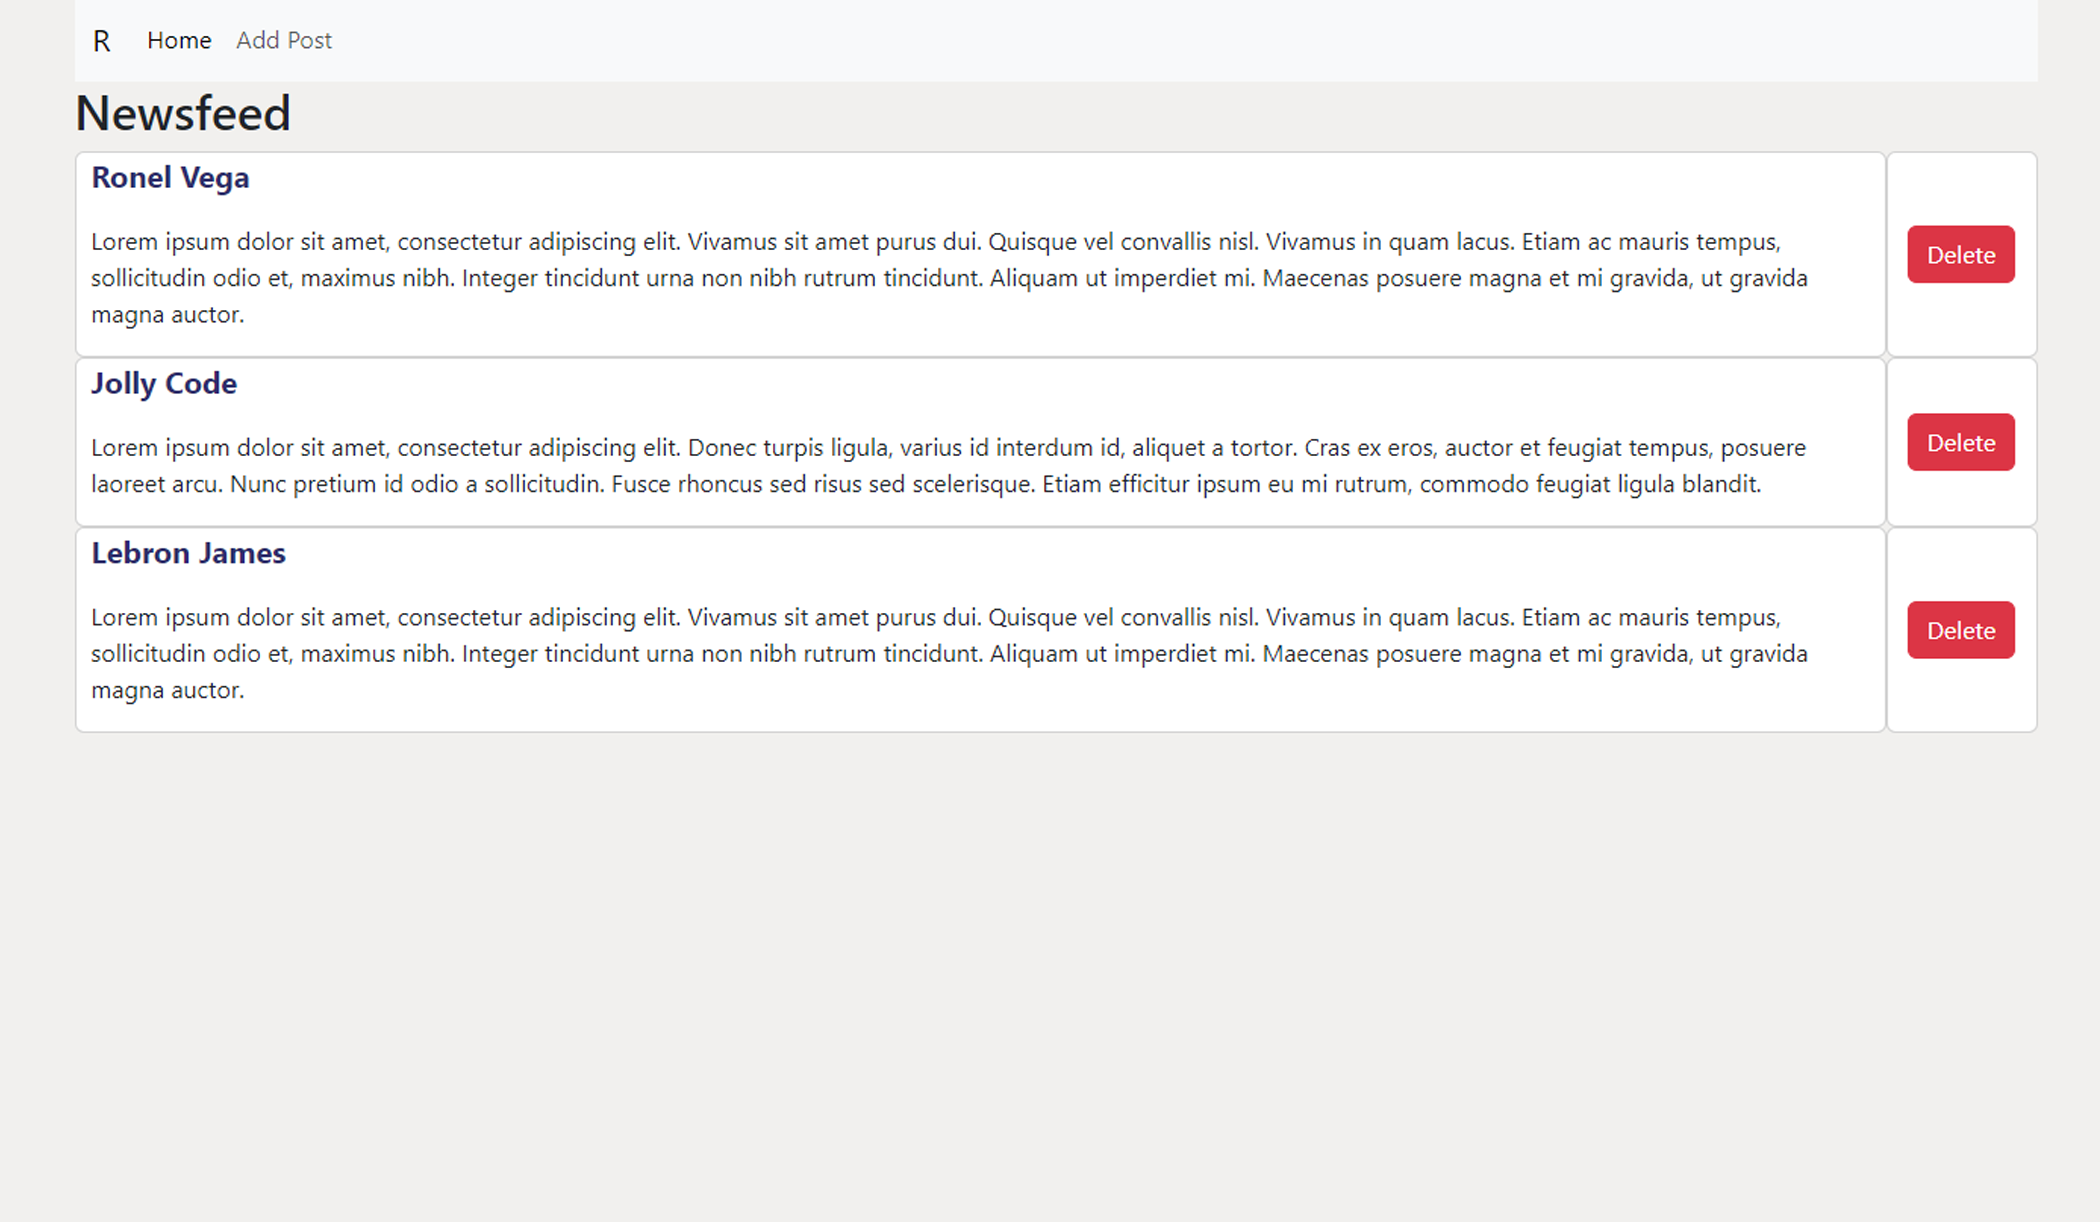 R Home Add Post
Newsfeed
Ronel Vega
Lorem ipsum dolor sit amet, consectetur adipiscing elit. Vivamus sit amet purus dui. Quisque vel convallis nisl. Vivamus in quam lacus. Etiam ac mauris tempus,
sollicitudin odio et, maximus nibh. Integer tincidunt urna non nibh rutrum tincidunt. Aliquam ut imperdiet mi. Maecenas posuere magna et mi gravida, ut gravida
magna auctor.
Delete
Jolly Code
Lorem ipsum dolor sit amet, consectetur adipiscing elit. Donec turpis ligula, varius id interdum id, aliquet a tortor. Cras ex eros, auctor et feugiat tempus, posuere
laoreet arcu. Nunc pretium id odio a sollicitudin. Fusce rhoncus sed risus sed scelerisque. Etiam efficitur ipsum eu mi rutrum, commodo feugiat ligula blandit.
Delete
Lebron James
Lorem ipsum dolor sit amet, consectetur adipiscing elit. Vivamus sit amet purus dui. Quisque vel convallis nisl. Vivamus in quam lacus. Etiam ac mauris tempus,
sollicitudin odio et, maximus nibh. Integer tincidunt urna non nibh rutrum tincidunt. Aliquam ut imperdiet mi. Maecenas posuere magna et mi gravida, ut gravida
magna auctor.
Delete